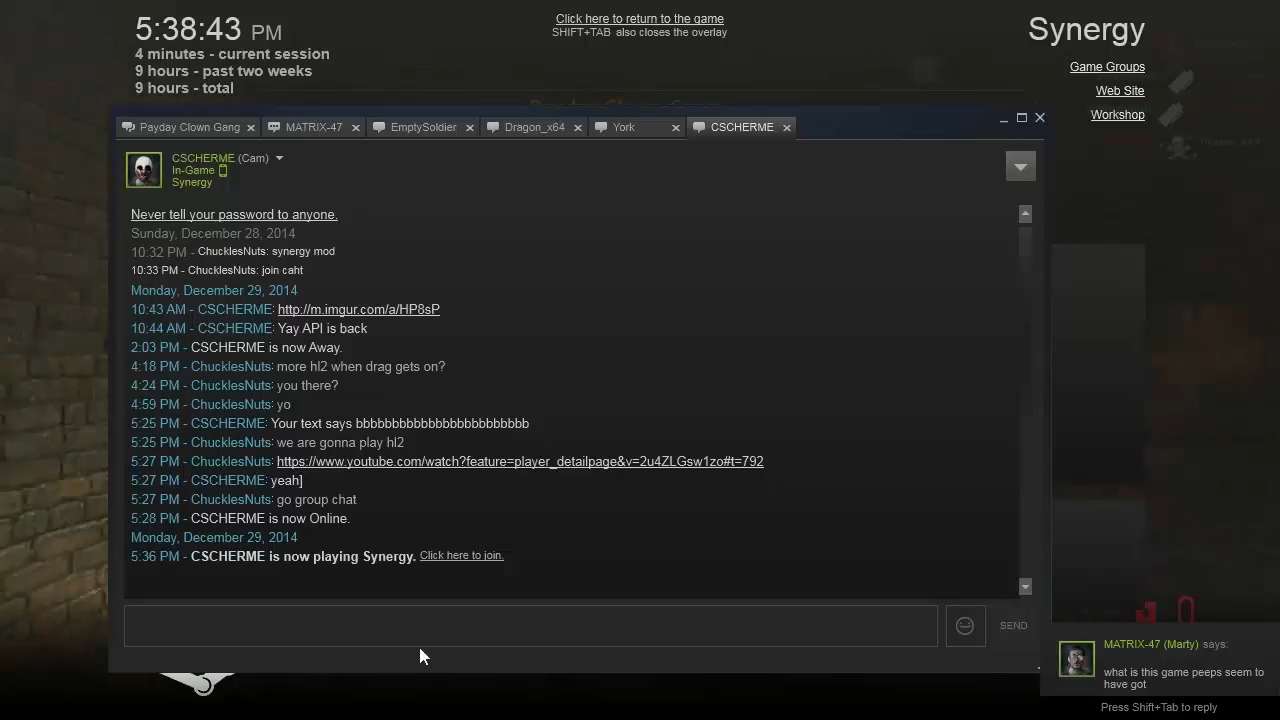 5:38:43 PM
4 minutes - current session
9 hours - past two weeks
9 hours - total
Click here to return to the game
SHIFT+TAB also closes the overlay
Synergy
Game Groups
Web Site
Workshop
Payday Clown Gang
MATRIX-47
EmptySoldier
Dragon_x64
York
CSCHERME
CSCHERME (Cam)
In-Game
Synergy
Never tell your password to anyone.
Sunday, December 28, 2014
10:32 PM - ChucklesNuts: synergy mod
10:33 PM - ChucklesNuts: join caht
Monday, December 29, 2014
10:43 AM - CSCHERME: http://m.imgur.com/a/HP8sP
10:44 AM - CSCHERME: Yay API is back
2:03 PM - CSCHERME is now Away.
4:18 PM - ChucklesNuts: more hl2 when drag gets on?
4:24 PM - ChucklesNuts: you there?
4:59 PM - ChucklesNuts: yo
5:25 PM - CSCHERME: Your text says bbbbbbbbbbbbbbbbbbbbbbbb
5:25 PM - ChucklesNuts: we are gonna play hl2
5:27 PM - ChucklesNuts: https://www.youtube.com/watch?feature=player_detailpage&v=2u4ZLGsw1zo#t=792
5:27 PM - CSCHERME: yeah]
5:27 PM - ChucklesNuts: go group chat
5:28 PM - CSCHERME is now Online.
Monday, December 29, 2014
5:36 PM - CSCHERME is now playing Synergy. Click here to join.
SEND
MATRIX-47 (Marty) says:
what is this game peeps seem to
have got
Press Shift+Tab to reply